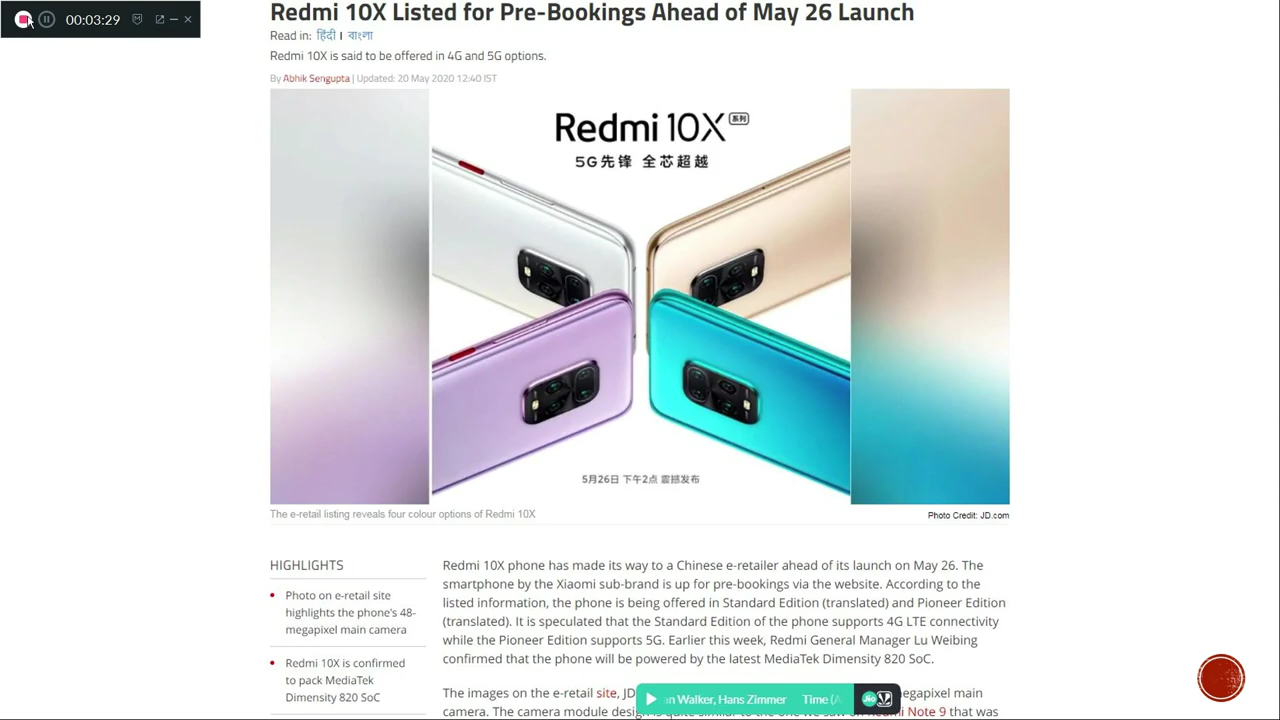 00:03:29
Redmi 10X Listed for Pre-Bookings Ahead of May 26 Launch
Read in: हिंदी | বাংলা
Redmi 10X is said to be offered in 4G and 5G options.
By Abhik Sengupta | Updated: 20 May 2020 12:40 IST
Redmi 10X 系列
5G先锋 全芯超越
5月26日 下午2点 震撼发布
The e-retail listing reveals four colour options of Redmi 10X
Photo Credit: JD.com
HIGHLIGHTS
Photo on e-retail site
highlights the phone's 48-
megapixel main camera
Redmi 10X is confirmed
to pack MediaTek
Dimensity 820 SoC
Redmi 10X phone has made its way to a Chinese e-retailer ahead of its launch on May 26. The
smartphone by the Xiaomi sub-brand is up for pre-bookings via the website. According to the
listed information, the phone is being offered in Standard Edition (translated) and Pioneer Edition
(translated). It is speculated that the Standard Edition of the phone supports 4G LTE connectivity
while the Pioneer Edition supports 5G. Earlier this week, Redmi General Manager Lu Weibing
confirmed that the phone will be powered by the latest MediaTek Dimensity 820 SoC.
The images on the e-retail site, JD
egapixel main
camera. The camera module
Redmi Note 9 that was
an Walker, Hans Zimmer Time
Jio